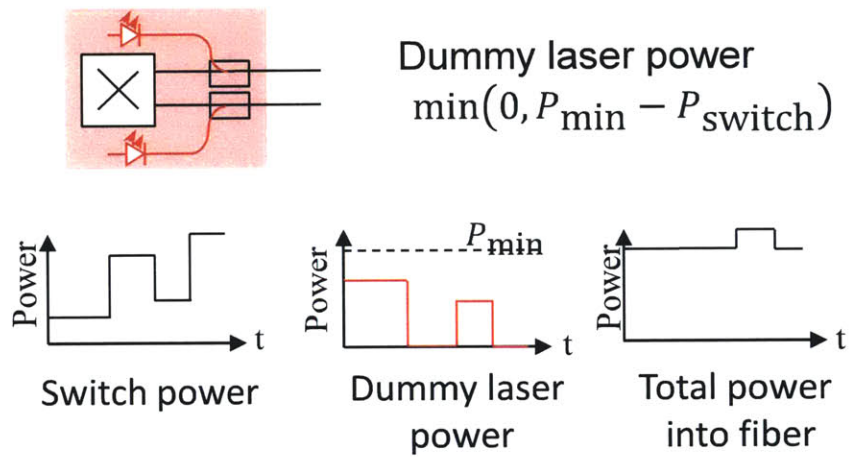 Dummy laser power
min(0, P_min − P_switch)
Power
t
Switch power
P_min
Power
t
Dummy laser
power
Power
t
Total power
into fiber